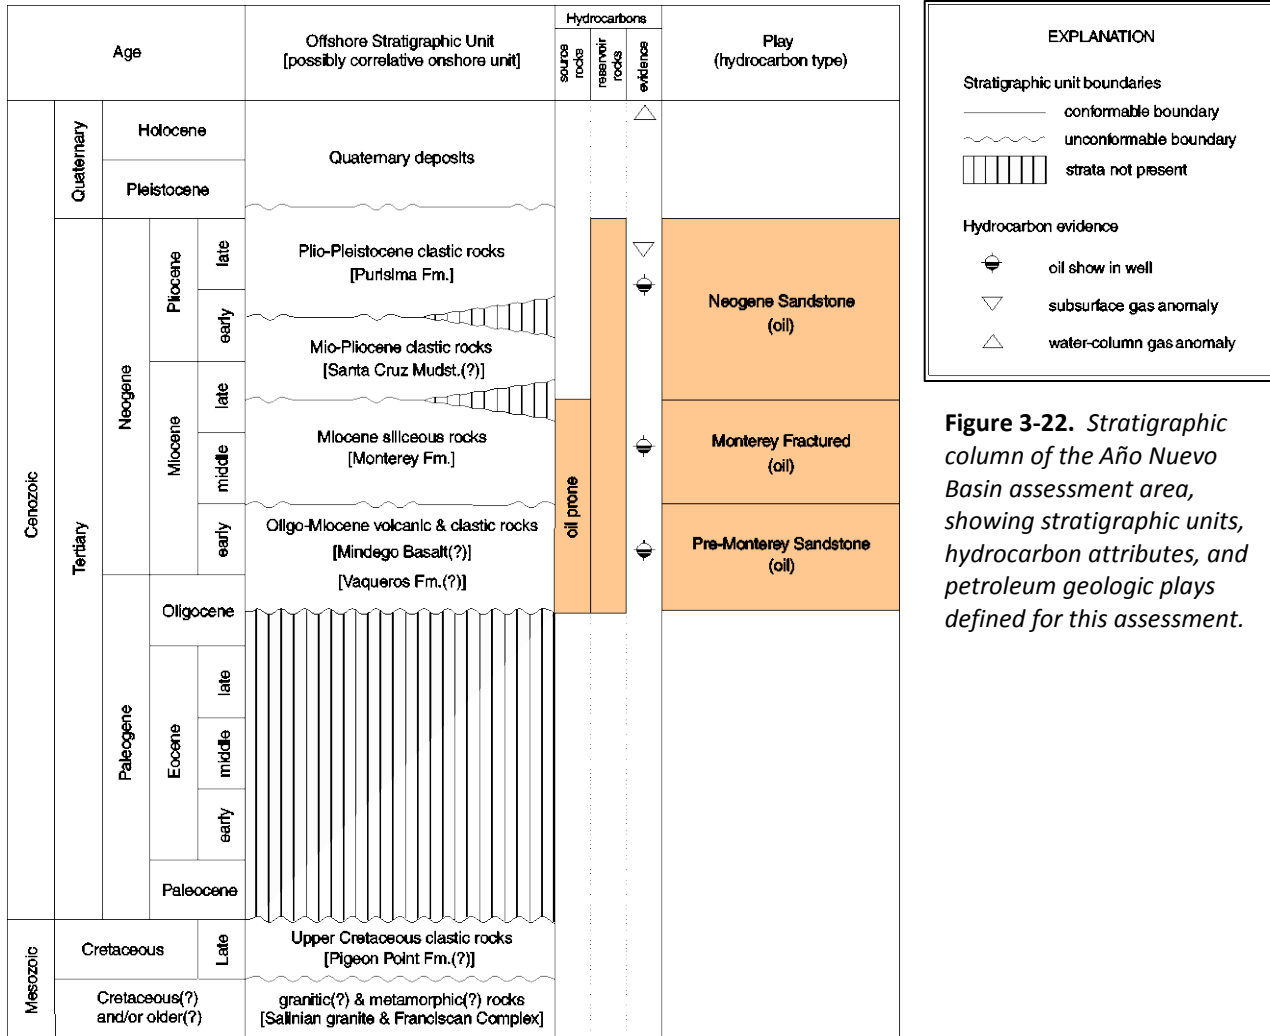 Age
Offshore Stratigraphic Unit
[possibly correlative onshore unit]
Hydrocarbons
source
rocks
reservoir
rocks
evidence
Play
(hydrocarbon type)
Cenozoic
Quaternary
Holocene
Quaternary deposits
Pleistocene
Tertiary
Neogene
Pliocene
late
Plio-Pleistocene clastic rocks
[Purisima Fm.]
early
Neogene Sandstone
(oil)
Mio-Pliocene clastic rocks
[Santa Cruz Mudst.(?)]
Miocene
late
Miocene siliceous rocks
[Monterey Fm.]
middle
Monterey Fractured
(oil)
oil prone
early
Oligo-Miocene volcanic & clastic rocks
[Mindego Basalt(?)]
[Vaqueros Fm.(?)]
Pre-Monterey Sandstone
(oil)
Paleogene
Oligocene
Eocene
late
middle
early
Paleocene
Mesozoic
Cretaceous
Late
Upper Cretaceous clastic rocks
[Pigeon Point Fm.(?)]
Cretaceous(?)
and/or older(?)
granitic(?) & metamorphic(?) rocks
[Salinian granite & Franciscan Complex]
EXPLANATION
Stratigraphic unit boundaries
conformable boundary
unconformable boundary
strata not present
Hydrocarbon evidence
oil show in well
subsurface gas anomaly
water-column gas anomaly
Figure 3-22. Stratigraphic
column of the Año Nuevo
Basin assessment area,
showing stratigraphic units,
hydrocarbon attributes, and
petroleum geologic plays
defined for this assessment.